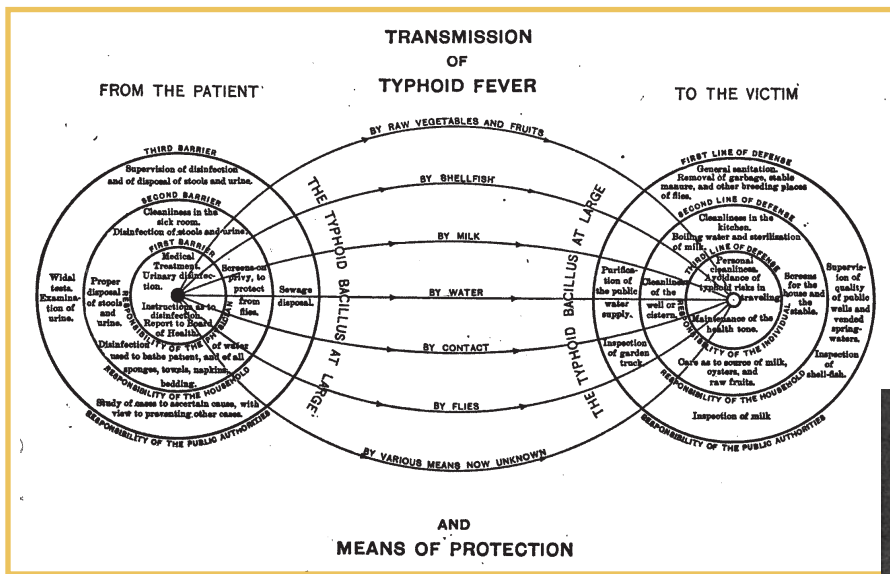 TRANSMISSION
OF
TYPHOID FEVER
FROM THE PATIENT
TO THE VICTIM
THIRD BARRIER
Supervision of disinfection
and of disposal of stools and urine.
SECOND BARRIER
Cleanliness in the
sick room.
Disinfection of stools and urine.
FIRST BARRIER
Medical
Treatment.
Urinary disinfec-
tion.
Instructions as to
disinfection.
Report to Board
of Health.
RESPONSIBILITY OF THE PHYSICIAN
Widal
tests.
Examina-
tion of
urine.
Proper
disposal
of stools
and
urine.
Screens on
privy, to
protect
from
flies.
Sewage
disposal.
Disinfection of water
used to bathe patient, and of all
sponges, towels, napkins,
bedding.
RESPONSIBILITY OF THE HOUSEHOLD
Study of cases to ascertain cause, with
view to preventing other cases.
RESPONSIBILITY OF THE PUBLIC AUTHORITIES
THE TYPHOID BACILLUS AT LARGE
BY RAW VEGETABLES AND FRUITS
BY SHELLFISH
BY MILK
BY WATER
BY CONTACT
BY FLIES
BY VARIOUS MEANS NOW UNKNOWN
THE TYPHOID BACILLUS AT LARGE
FIRST LINE OF DEFENSE
General sanitation.
Removal of garbage, stable
manure, and other breeding places
of flies.
SECOND LINE OF DEFENSE
Cleanliness in the
kitchen.
Boiling water and sterilization
of milk.
THIRD LINE OF DEFENSE
Personal
cleanliness.
Avoidance of
typhoid risks in
traveling
Maintenance of the
health tone.
RESPONSIBILITY OF THE INDIVIDUAL
Purifica-
tion of
the public
water
supply.
Inspection
of garden
truck.
Cleanliness
of the
well or
cistern.
Screens
for the
house and
the
stable.
Supervis-
ion of
quality
of public
wells and
vended
spring-
waters.
Inspection
of
shell-fish.
Care as to source of milk,
oysters, and
raw fruits.
RESPONSIBILITY OF THE HOUSEHOLD
Inspection of milk
RESPONSIBILITY OF THE PUBLIC AUTHORITIES
AND
MEANS OF PROTECTION